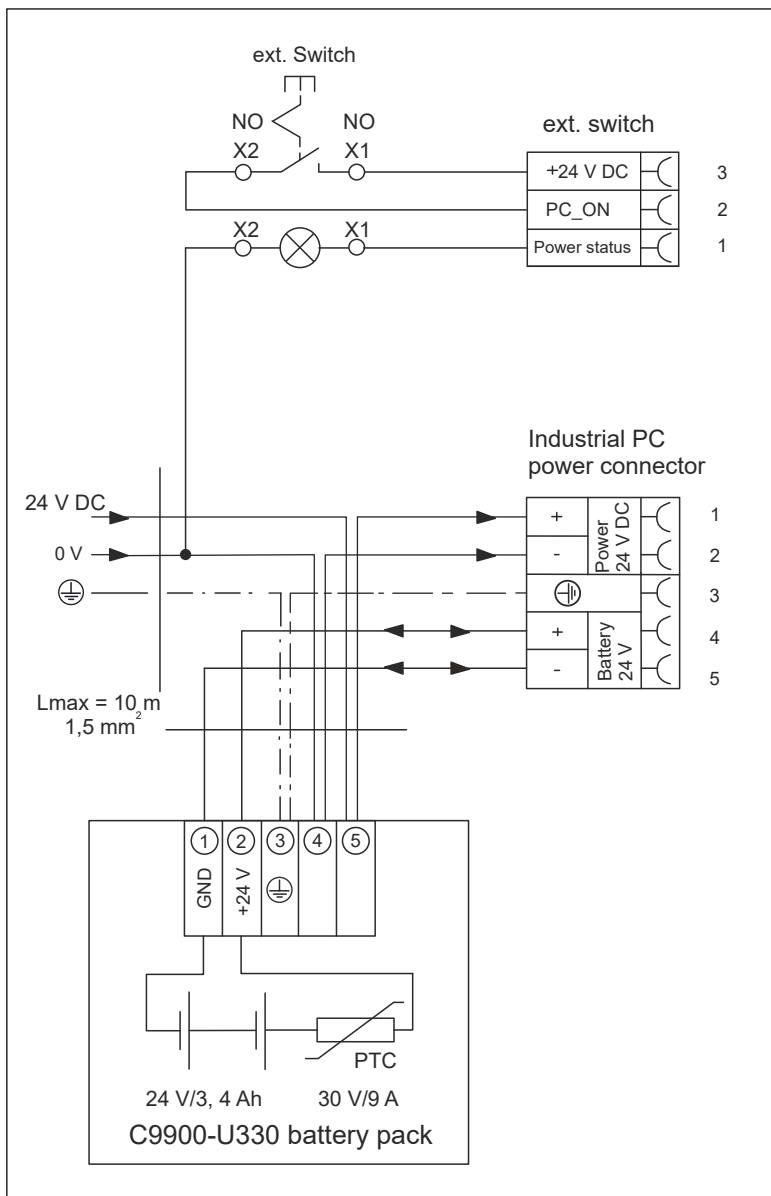 ext. Switch
NO NO
X2 X1
ext. switch
+24 V DC 3
PC_ON 2
X2 X1
Power status 1
Industrial PC
power connector
24 V DC
0 V
+ 1
- 2
Power
24 V DC
3
+ 4
- 5
Battery
24 V
Lmax = 10 m
1,5 mm²
1 2 3 4 5
GND +24 V
PTC
24 V/3, 4 Ah 30 V/9 A
C9900-U330 battery pack